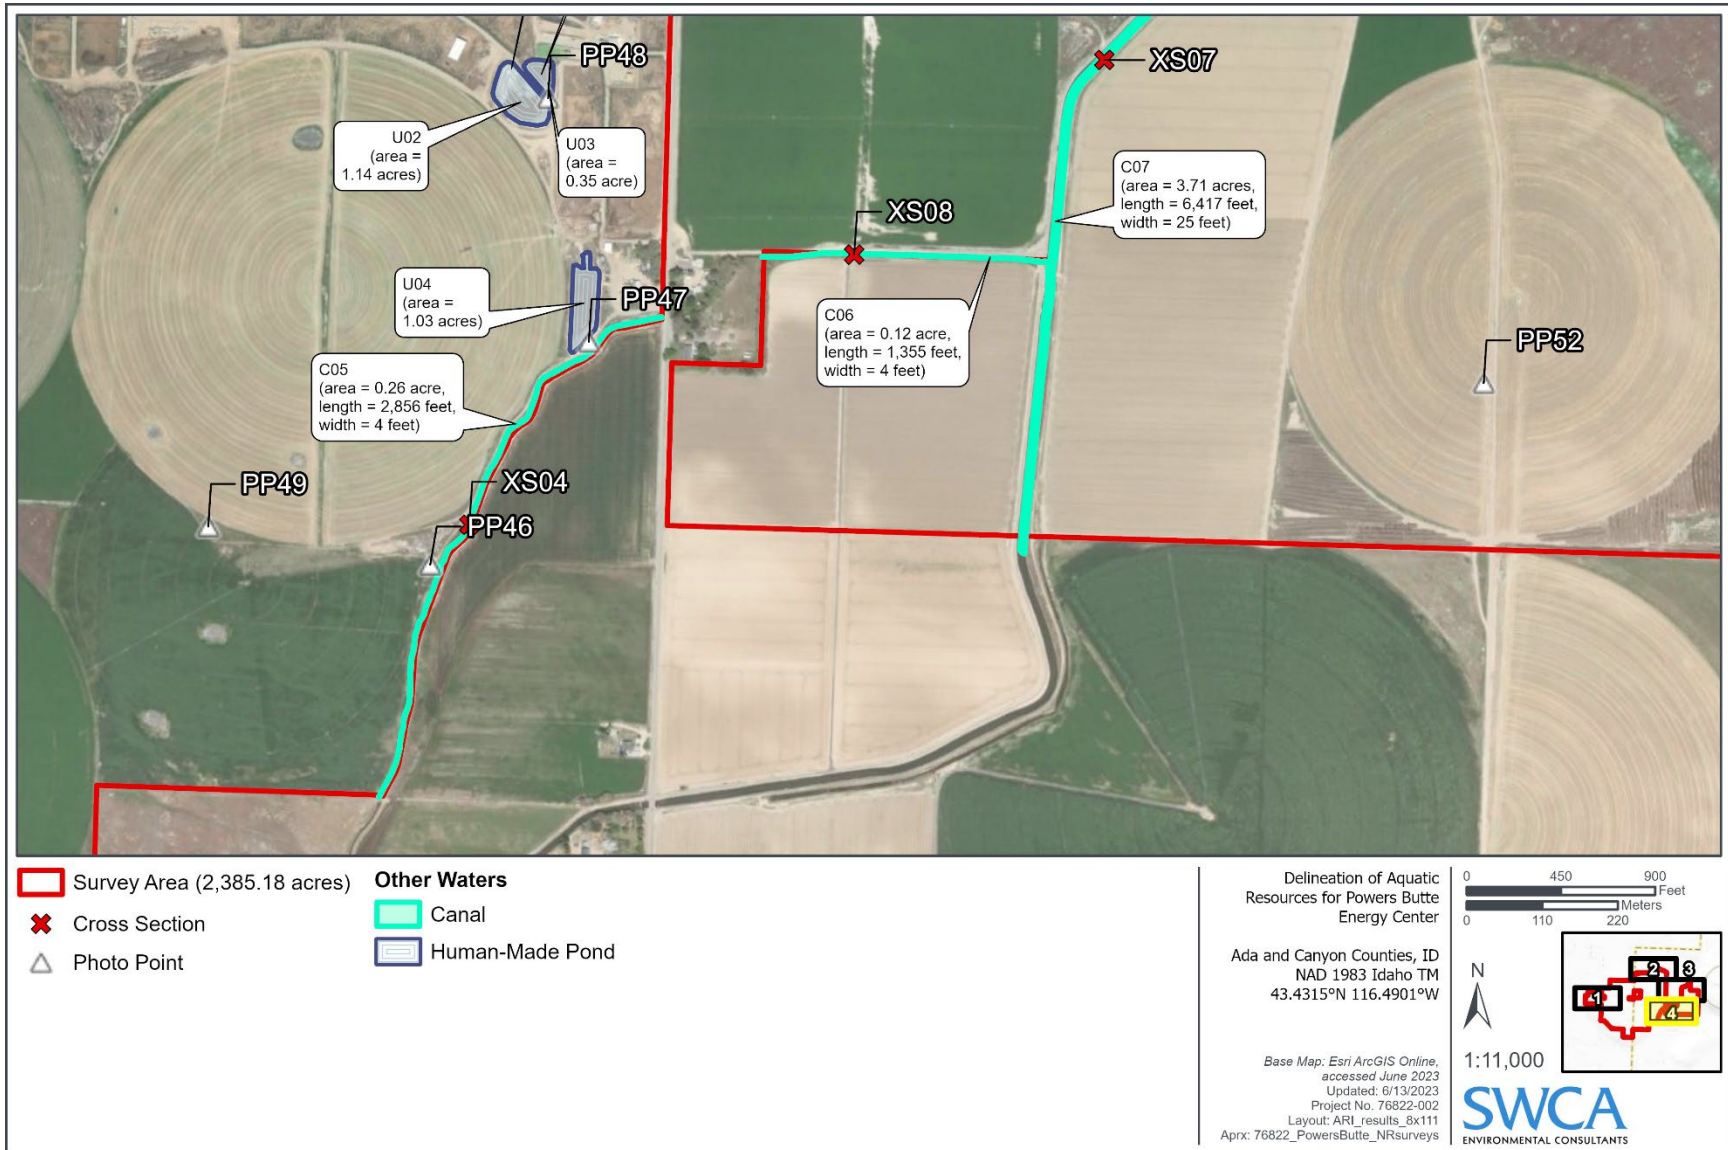 PP48
XS07
U02
(area =
1.14 acres)
U03
(area =
0.35 acre)
C07
(area = 3.71 acres,
length = 6,417 feet,
width = 25 feet)
XS08
U04
(area =
1.03 acres)
PP47
C06
(area = 0.12 acre,
length = 1,355 feet,
width = 4 feet)
PP52
C05
(area = 0.26 acre,
length = 2,856 feet,
width = 4 feet)
PP49
XS04
PP46
Survey Area (2,385.18 acres)
Cross Section
Photo Point
Other Waters
Canal
Human-Made Pond
Delineation of Aquatic
Resources for Powers Butte
Energy Center
Ada and Canyon Counties, ID
NAD 1983 Idaho TM
43.4315°N 116.4901°W
Base Map: Esri ArcGIS Online,
accessed June 2023
Updated: 6/13/2023
Project No. 76822-002
Layout: ARI_results_8x111
Aprx: 76822_PowersButte_NRsurveys
0 450 900
Feet
Meters
0 110 220
N
1:11,000
1
2
3
4
SWCA
ENVIRONMENTAL CONSULTANTS